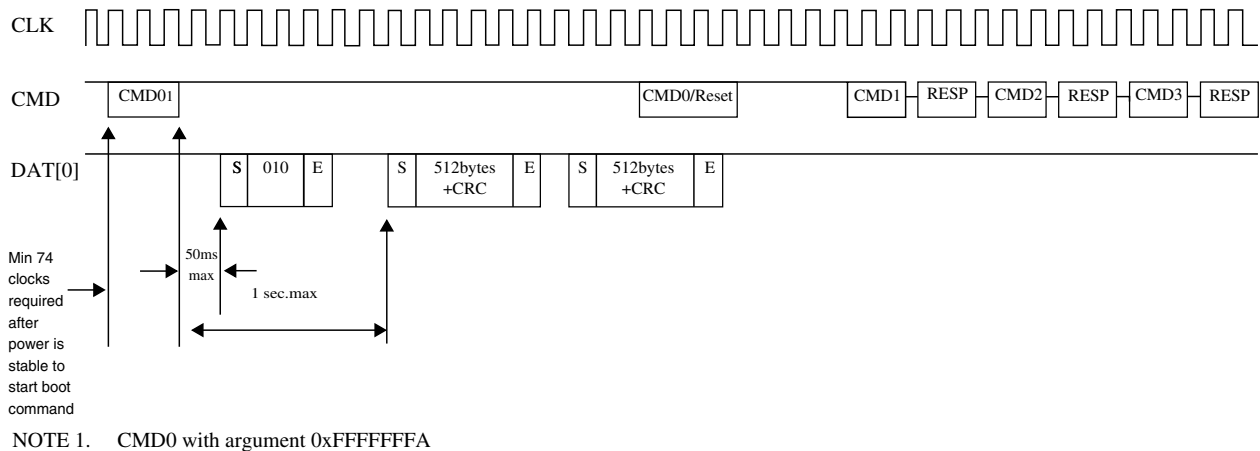 CLK
CMD
CMD01
CMD0/Reset
CMD1
RESP
CMD2
RESP
CMD3
RESP
DAT[0]
S
010
E
S
512bytes
+CRC
E
S
512bytes
+CRC
E
Min 74
clocks
required
after
power is
stable to
start boot
command
50ms
max
1 sec.max
NOTE 1. CMD0 with argument 0xFFFFFFFA